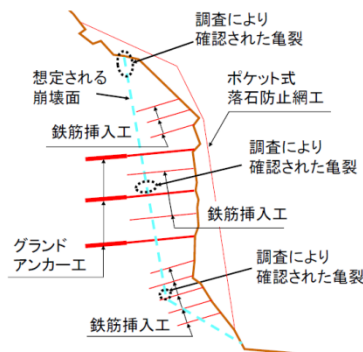 調査により
確認された亀裂
想定される
崩壊面
ポケット式
落石防止網工
鉄筋挿入工
調査により
確認された亀裂
鉄筋挿入工
グランド
アンカー工
調査により
確認された亀裂
鉄筋挿入工